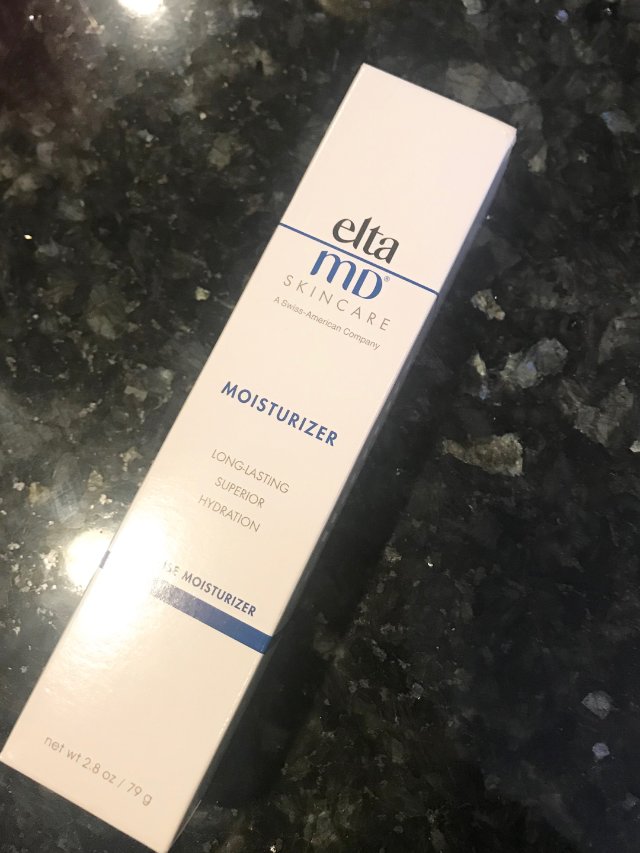 elta
MD®
SKINCARE
A Swiss-American Company
MOISTURIZER
LONG-LASTING
SUPERIOR
HYDRATION
MOISTURIZER
net wt 2.8 oz / 79 g